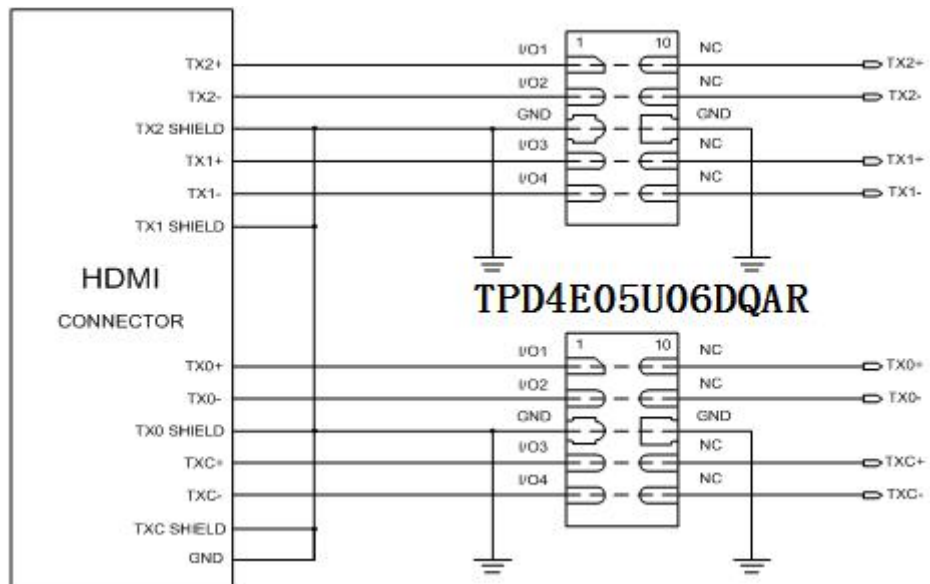 I/O1 1 10 NC
TX2+ TX2+
I/O2 NC
TX2- TX2-
GND GND
TX2 SHIELD
I/O3 NC
TX1+ TX1+
I/O4 NC
TX1- TX1-
TX1 SHIELD
HDMI
CONNECTOR
TPD4E05U06DQAR
I/O1 1 10 NC
TX0+ TX0+
I/O2 NC
TX0- TX0-
GND GND
TX0 SHIELD
I/O3 NC
TXC+ TXC+
I/O4 NC
TXC- TXC-
TXC SHIELD
GND